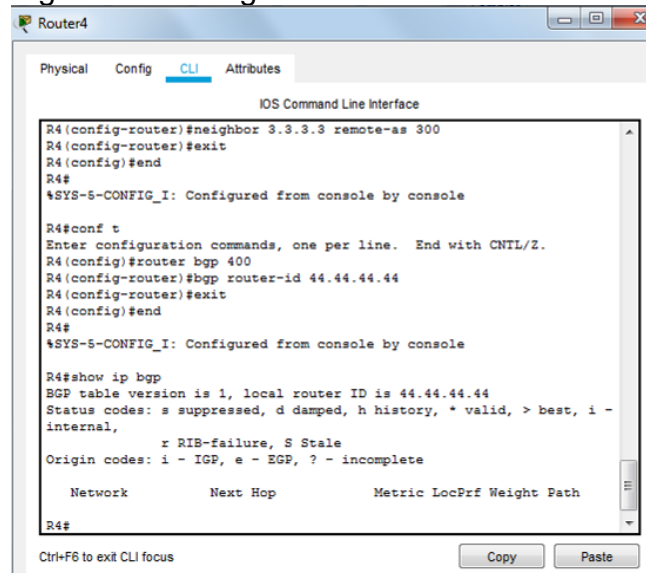 Router4
Physical Config CLI Attributes
IOS Command Line Interface
R4(config-router)#neighbor 3.3.3.3 remote-as 300
R4(config-router)#exit
R4(config)#end
R4#
%SYS-5-CONFIG_I: Configured from console by console
R4#conf t
Enter configuration commands, one per line. End with CNTL/Z.
R4(config)#router bgp 400
R4(config-router)#bgp router-id 44.44.44.44
R4(config-router)#exit
R4(config)#end
R4#
%SYS-5-CONFIG_I: Configured from console by console
R4#show ip bgp
BGP table version is 1, local router ID is 44.44.44.44
Status codes: s suppressed, d damped, h history, * valid, > best, i -
internal,
r RIB-failure, S Stale
Origin codes: i - IGP, e - EGP, ? - incomplete
Network Next Hop Metric LocPrf Weight Path
R4#
Ctrl+F6 to exit CLI focus
Copy Paste